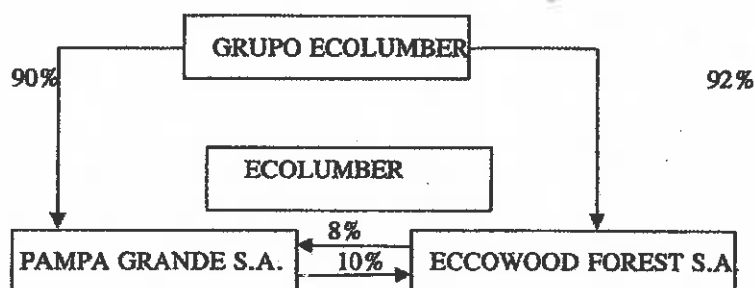 GRUPO ECOLUMBER
90%
92%
ECOLUMBER
8%
PAMPA GRANDE S.A.
10%
ECCOWOOD FOREST S.A